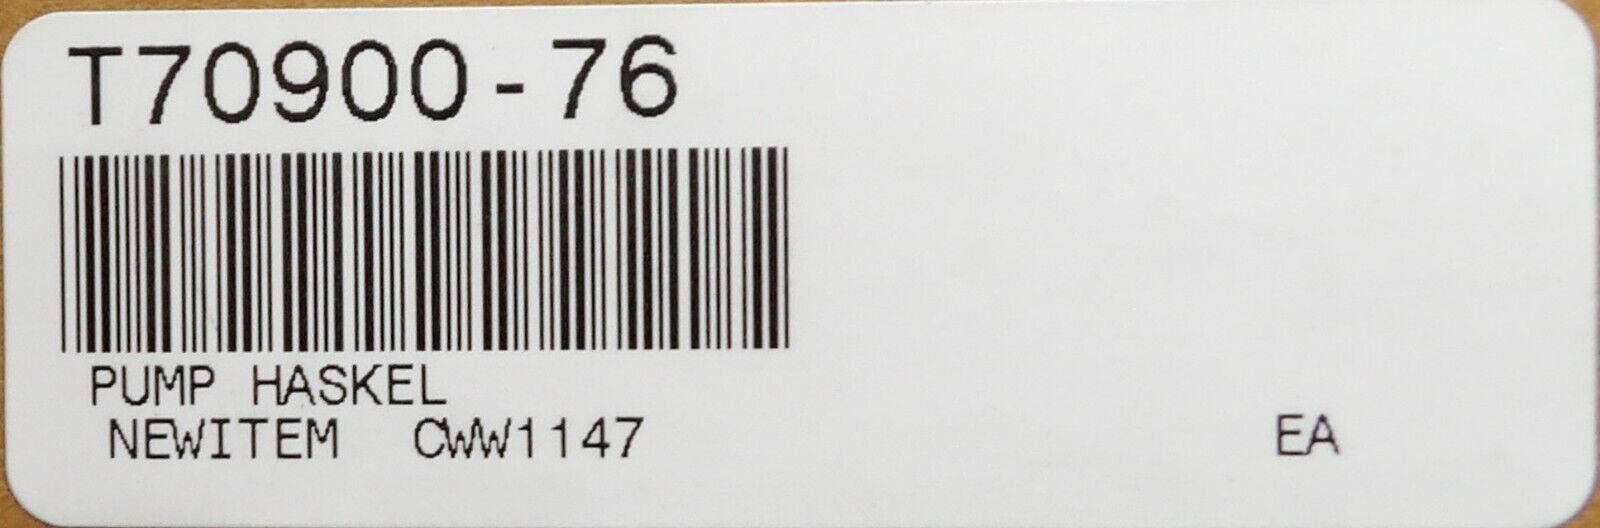 T70900-76
PUMP HASKEL
NEWITEM CWW1147
EA